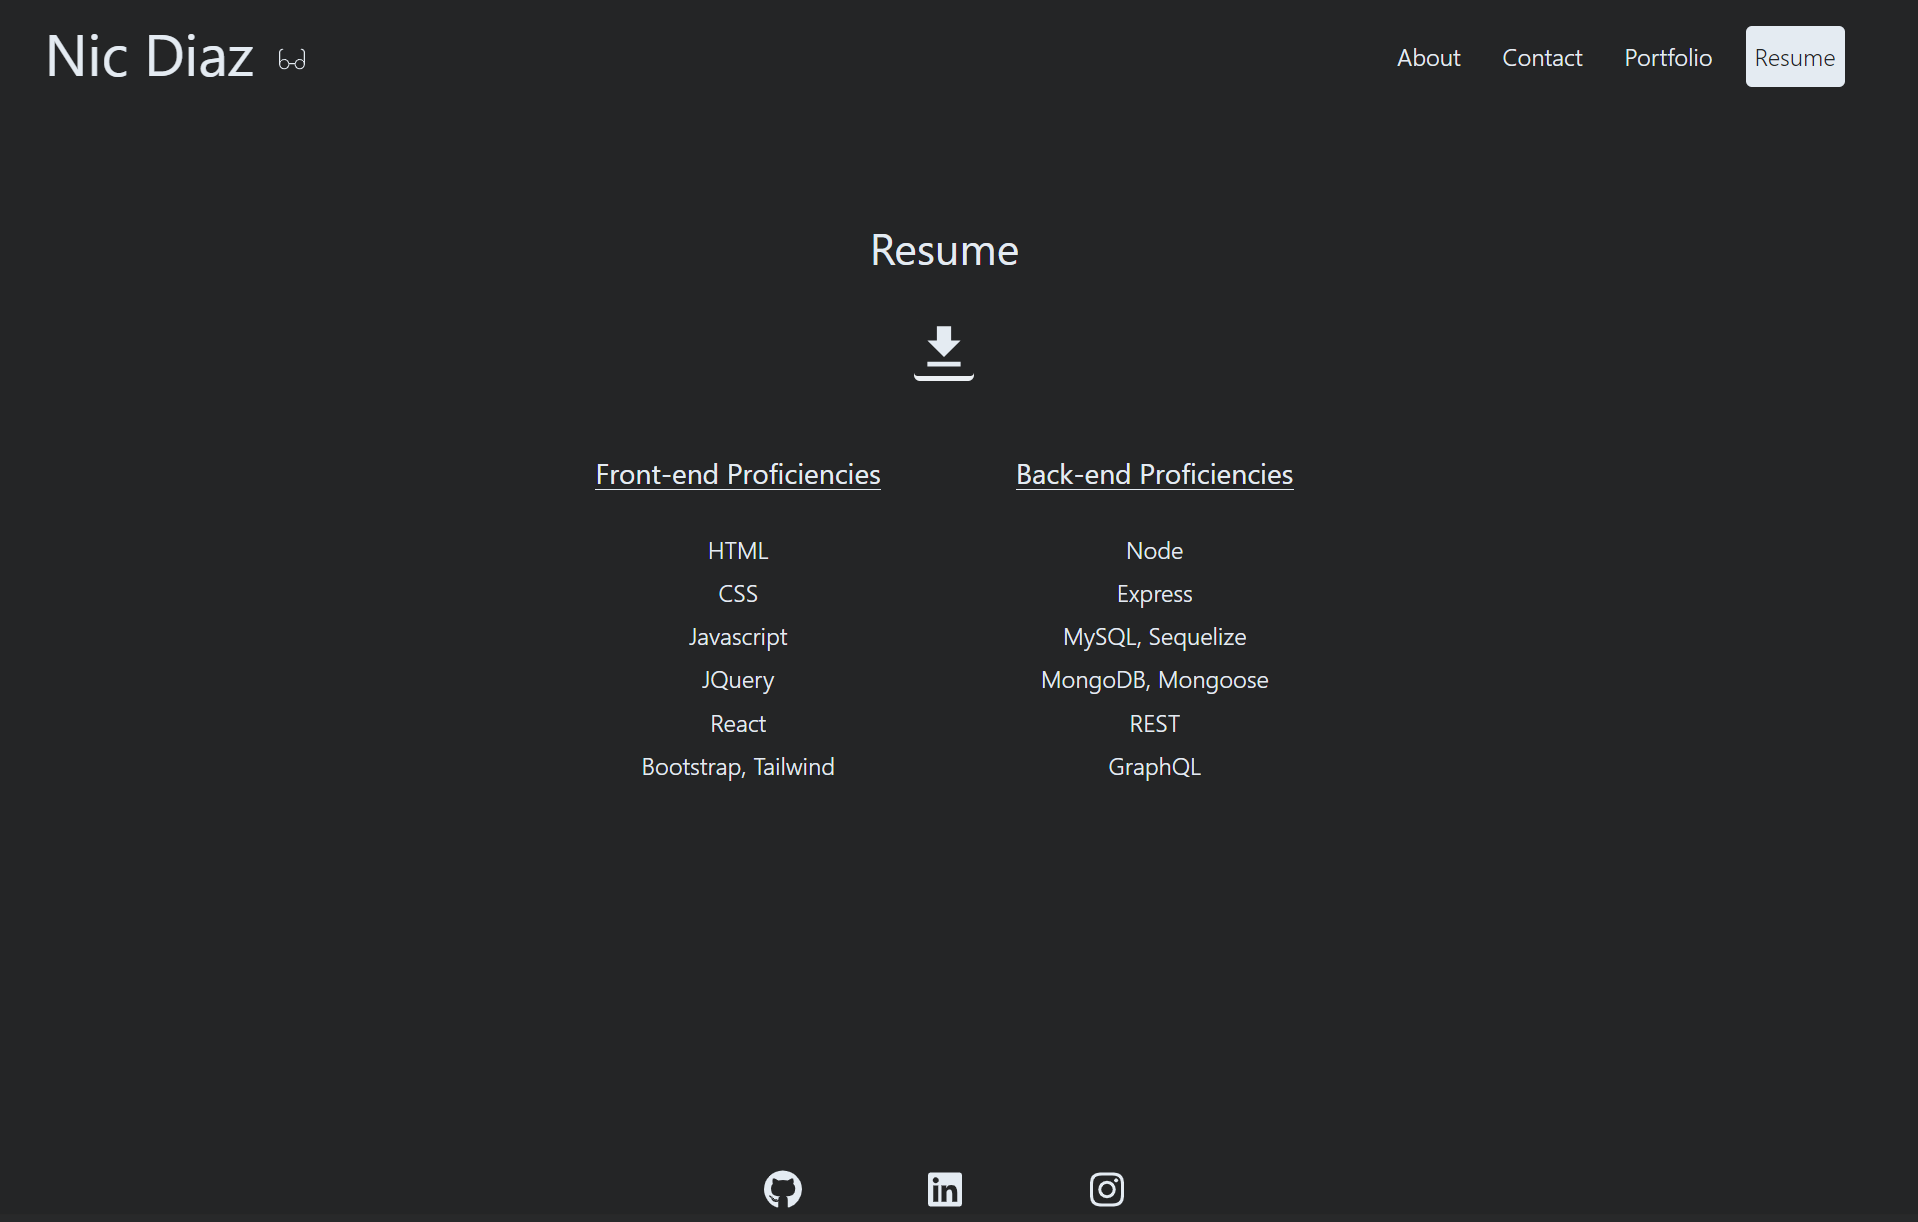 Nic Diaz
About Contact Portfolio Resume
Resume
Front-end Proficiencies
HTML
CSS
Javascript
JQuery
React
Bootstrap, Tailwind
Back-end Proficiencies
Node
Express
MySQL, Sequelize
MongoDB, Mongoose
REST
GraphQL